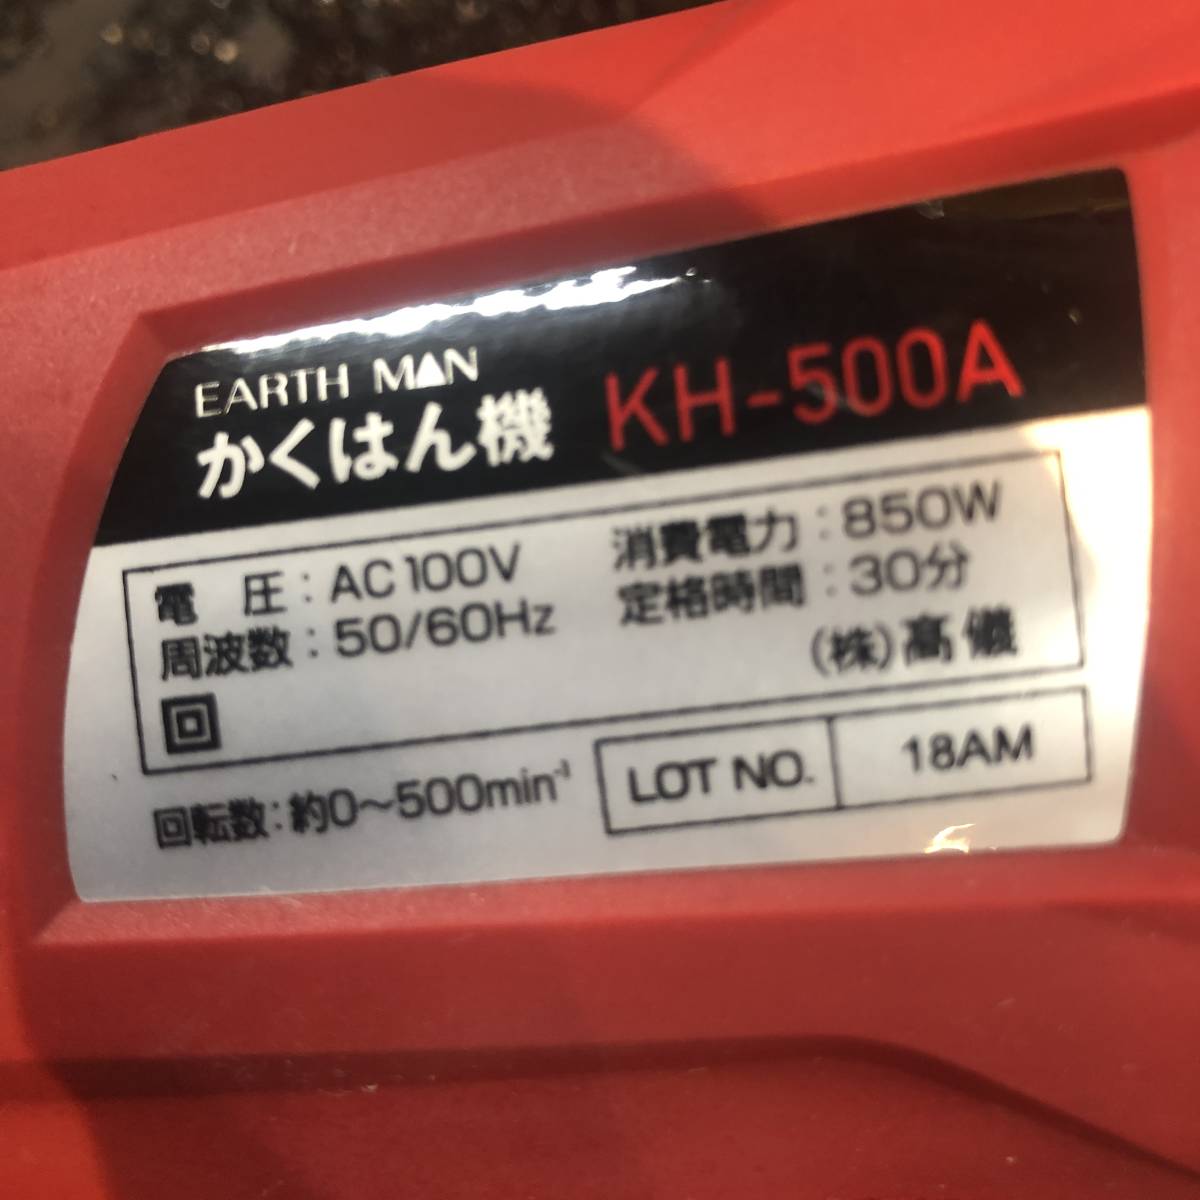 EARTH MAN
かくはん機 KH-500A
電 圧：AC100V 消費電力：850W
周波数：50/60Hz 定格時間：30分
(株)高儀
回転数：約0〜500min⁻¹ LOT NO. 18AM